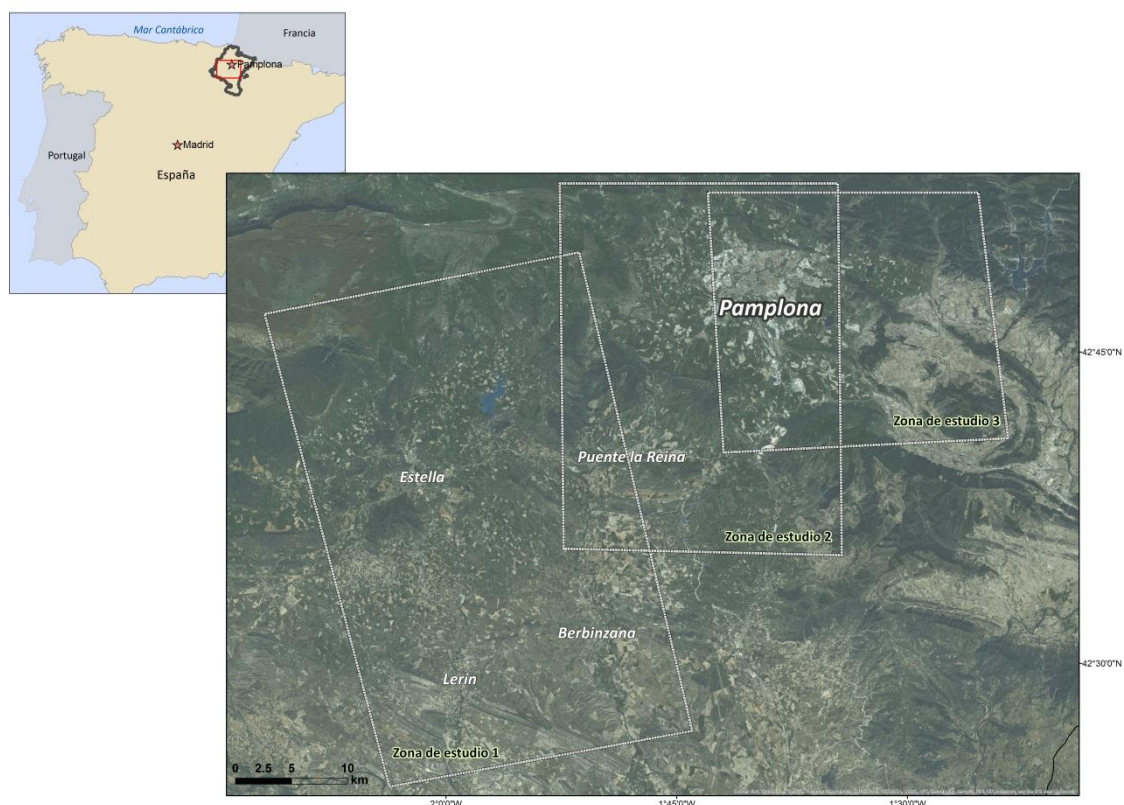 Mar Cantábrico
Francia
Pamplona
Madrid
Portugal
España
Pamplona
42°45'0"N
Zona de estudio 3
Puente la Reina
Estella
Zona de estudio 2
Berbinzana
42°30'0"N
Lerín
Zona de estudio 1
0 2.5 5 10
km
2°0'0"W
1°45'0"W
1°30'0"W